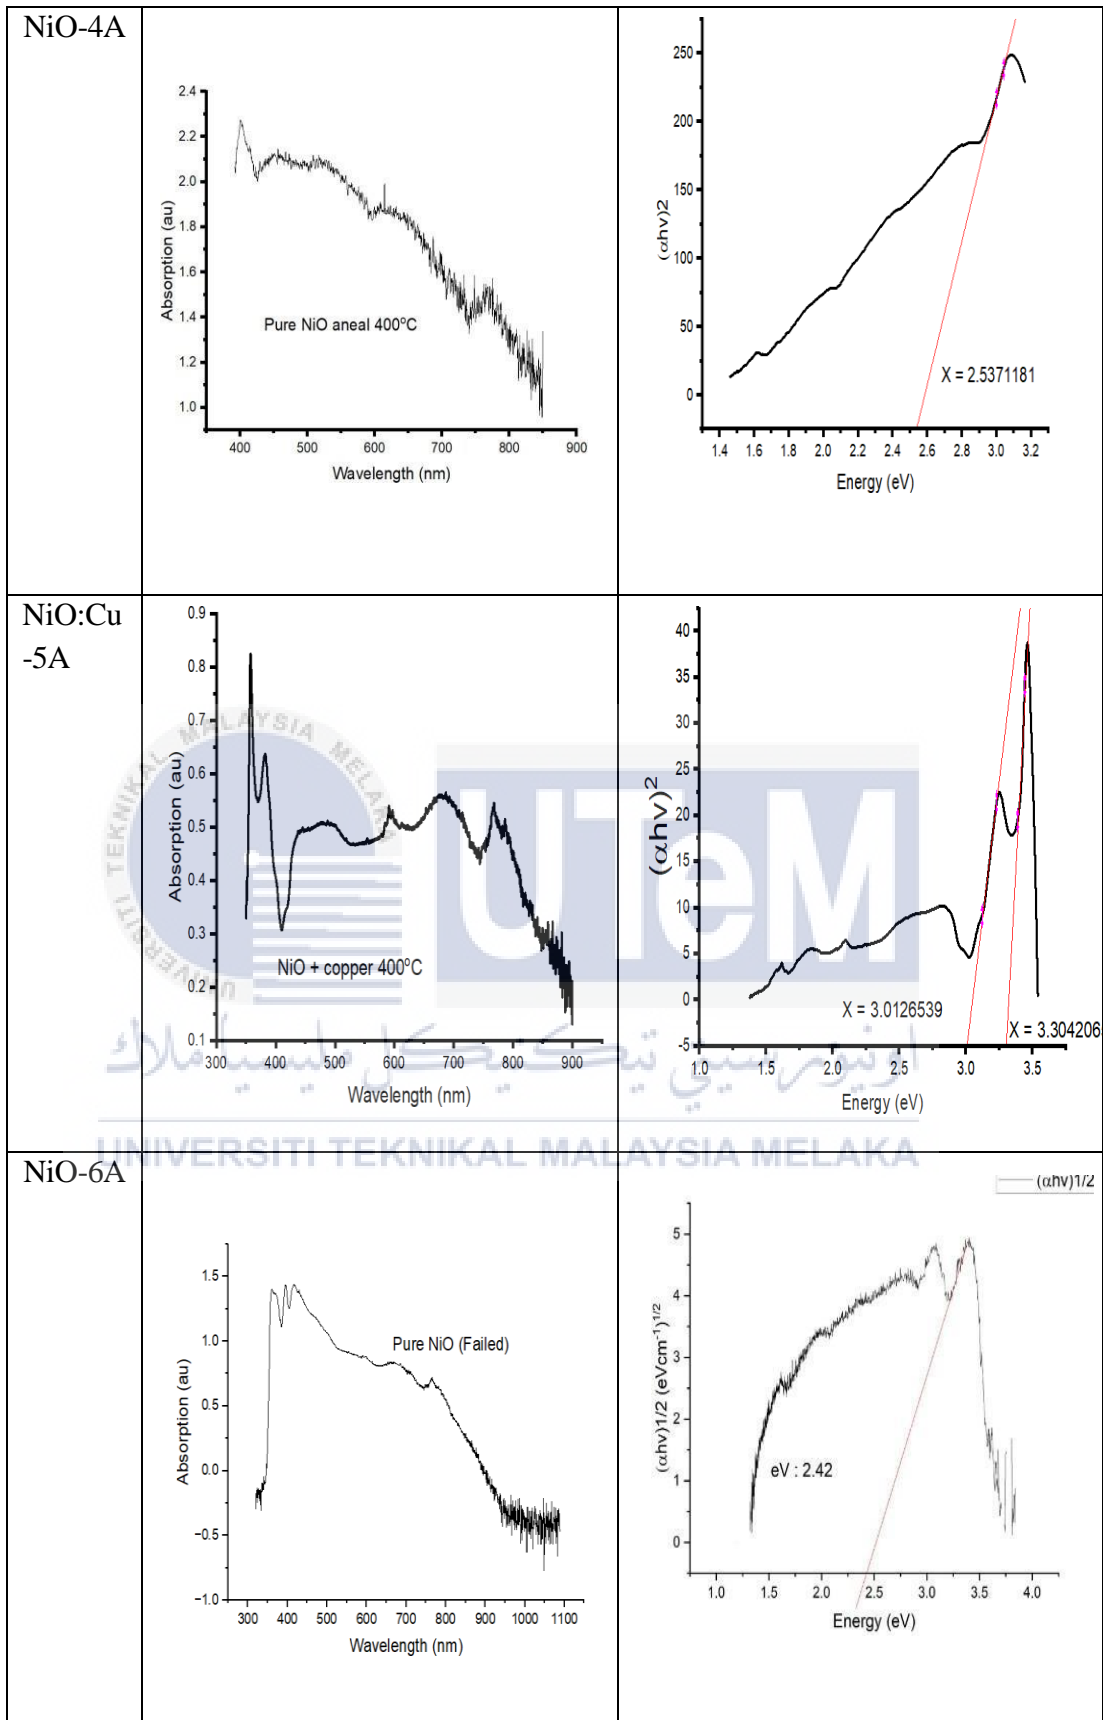 NiO-4A
2.4
2.2
2.0
1.8
1.6
1.4
1.2
1.0
Absorption (au)
Pure NiO aneal 400°C
400 500 600 700 800 900
Wavelength (nm)
250
200
150
100
50
0
(αhv)2
X = 2.5371181
1.4 1.6 1.8 2.0 2.2 2.4 2.6 2.8 3.0 3.2
Energy (eV)
NiO:Cu
-5A
0.9
0.8
0.7
0.6
0.5
0.4
0.3
0.2
0.1
Absorption (au)
NiO + copper 400°C
300 400 500 600 700 800 900
Wavelength (nm)
40
35
30
25
20
15
10
5
0
-5
(αhv)²
X = 3.0126539
X = 3.304206
1.0 1.5 2.0 2.5 3.0 3.5
Energy (eV)
UNIVERSITI TEKNIKAL MALAYSIA MELAKA
UTeM
اونيورسيتي تيكنيكل مليسيا ملاك
UNIVERSITI TEKNIKAL MALAYSIA MELAKA
NiO-6A
1.5
1.0
0.5
0.0
−0.5
−1.0
Absorption (au)
Pure NiO (Failed)
300 400 500 600 700 800 900 1000 1100
Wavelength (nm)
(αhv)1/2
5
4
3
2
1
0
(αhv)1/2 (eVcm⁻¹)¹/²
eV : 2.42
1.0 1.5 2.0 2.5 3.0 3.5 4.0
Energy (eV)